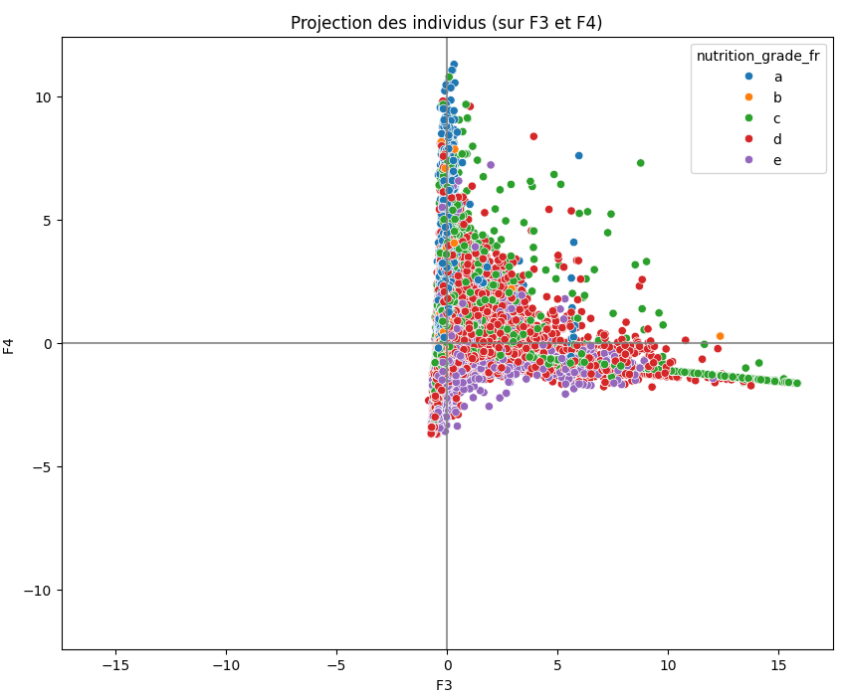 Projection des individus (sur F3 et F4)
nutrition_grade_fr
a
b
c
d
e
10
5
0
−5
−10
F4
−15
−10
−5
0
5
10
15
F3